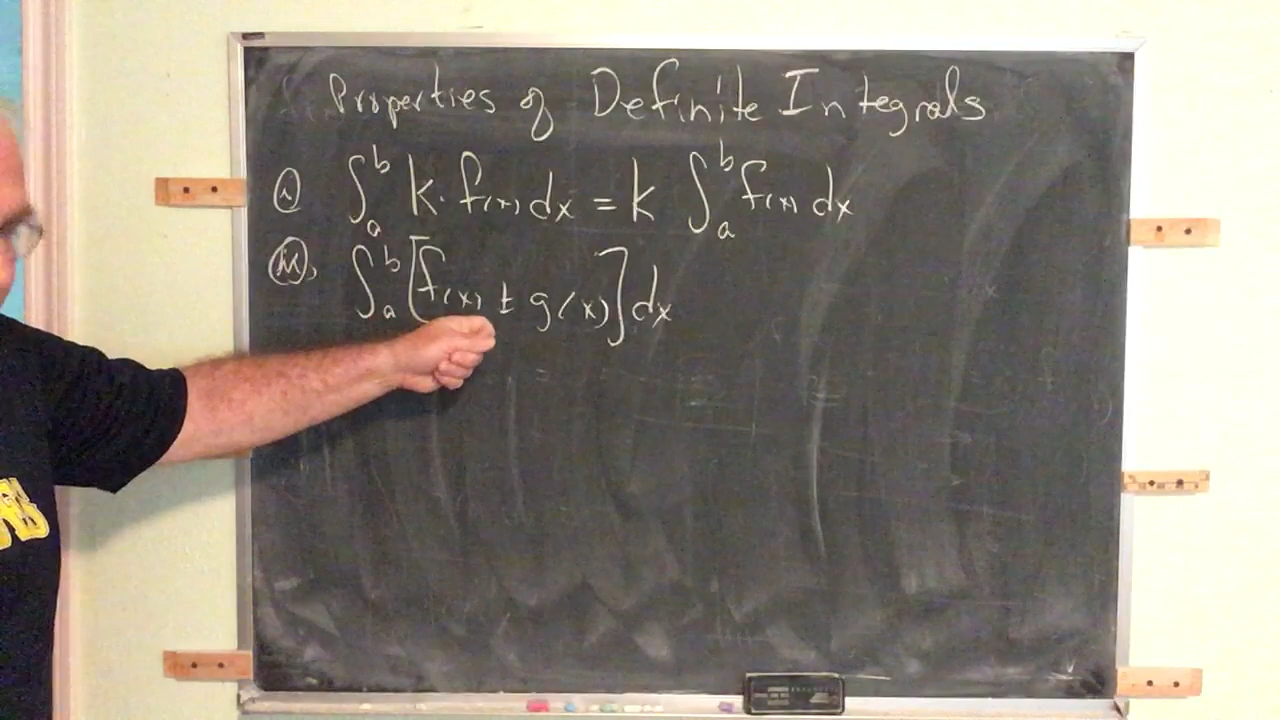 Properties of Definite Integrals
ⓘ ∫ₐᵇ k · f(x) dx = k ∫ₐᵇ f(x) dx
ⓘⓘ, ∫ₐᵇ [f(x) ± g(x)] dx